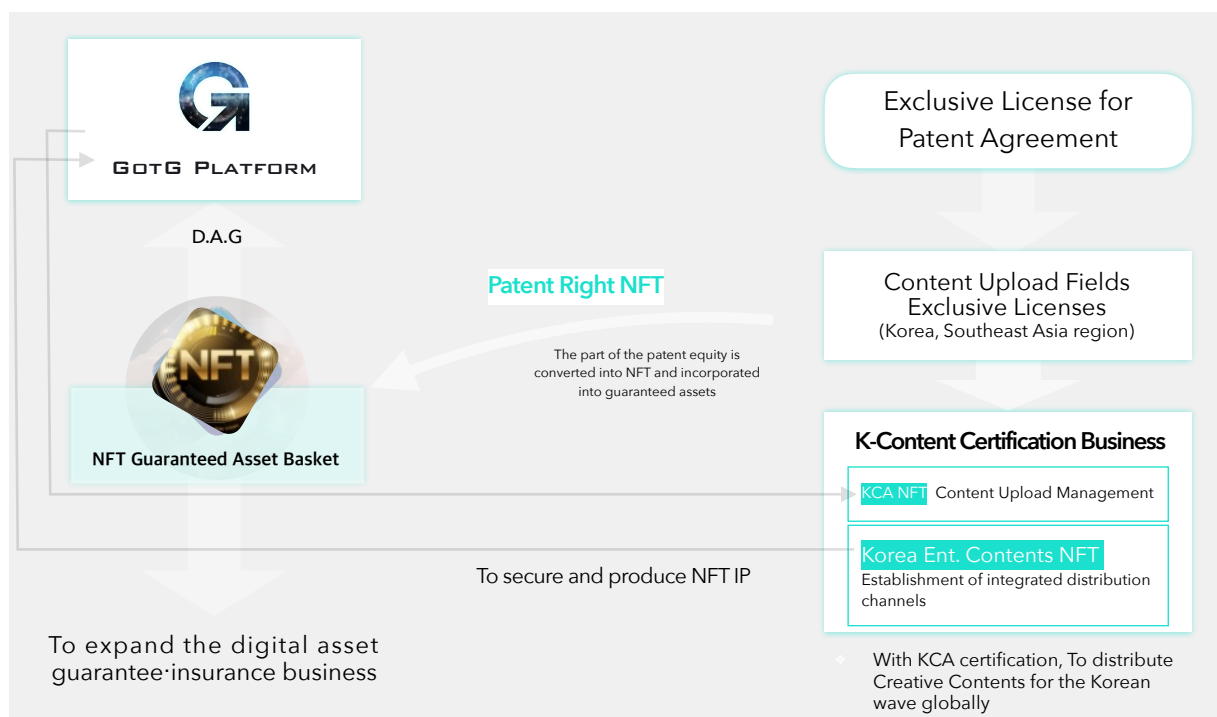 GotG Platform
D.A.G
NFT
NFT Guaranteed Asset Basket
To expand the digital asset
guarantee·insurance business
Patent Right NFT
The part of the patent equity is
converted into NFT and incorporated
into guaranteed assets
To secure and produce NFT IP
Exclusive License for
Patent Agreement
Content Upload Fields
Exclusive Licenses
(Korea, Southeast Asia region)
K-Content Certification Business
KCA NFT Content Upload Management
Korea Ent. Contents NFT
Establishment of integrated distribution
channels
With KCA certification, To distribute
Creative Contents for the Korean
wave globally